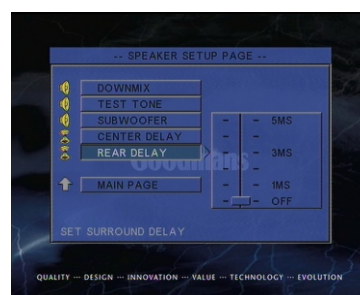 -- SPEAKER SETUP PAGE --
DOWNMIX
TEST TONE
SUBWOOFER
CENTER DELAY
REAR DELAY
MAIN PAGE
5MS
3MS
1MS
OFF
Goodmans
SET SURROUND DELAY
QUALITY ··· DESIGN ··· INNOVATION ··· VALUE ··· TECHNOLOGY ··· EVOLUTION